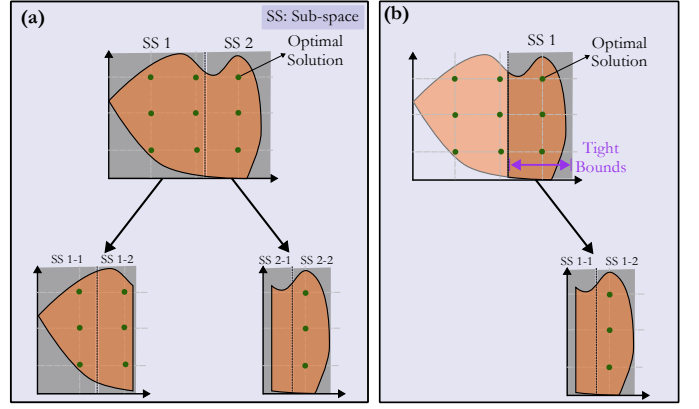 (a)
SS: Sub-space
SS 1
SS 2
Optimal
Solution
SS 1-1
SS 1-2
SS 2-1
SS 2-2
(b)
SS 1
Optimal
Solution
Tight
Bounds
SS 1-1
SS 1-2